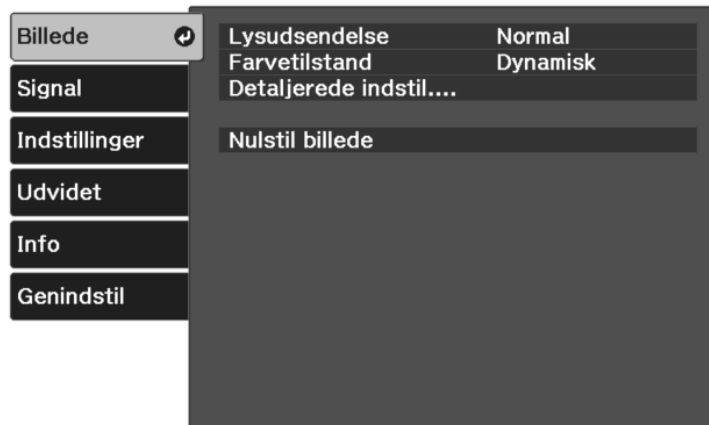 Billede
Signal
Indstillinger
Udvidet
Info
Genindstil
Lysudsendelse Normal
Farvetilstand Dynamisk
Detaljerede indstil....
Nulstil billede